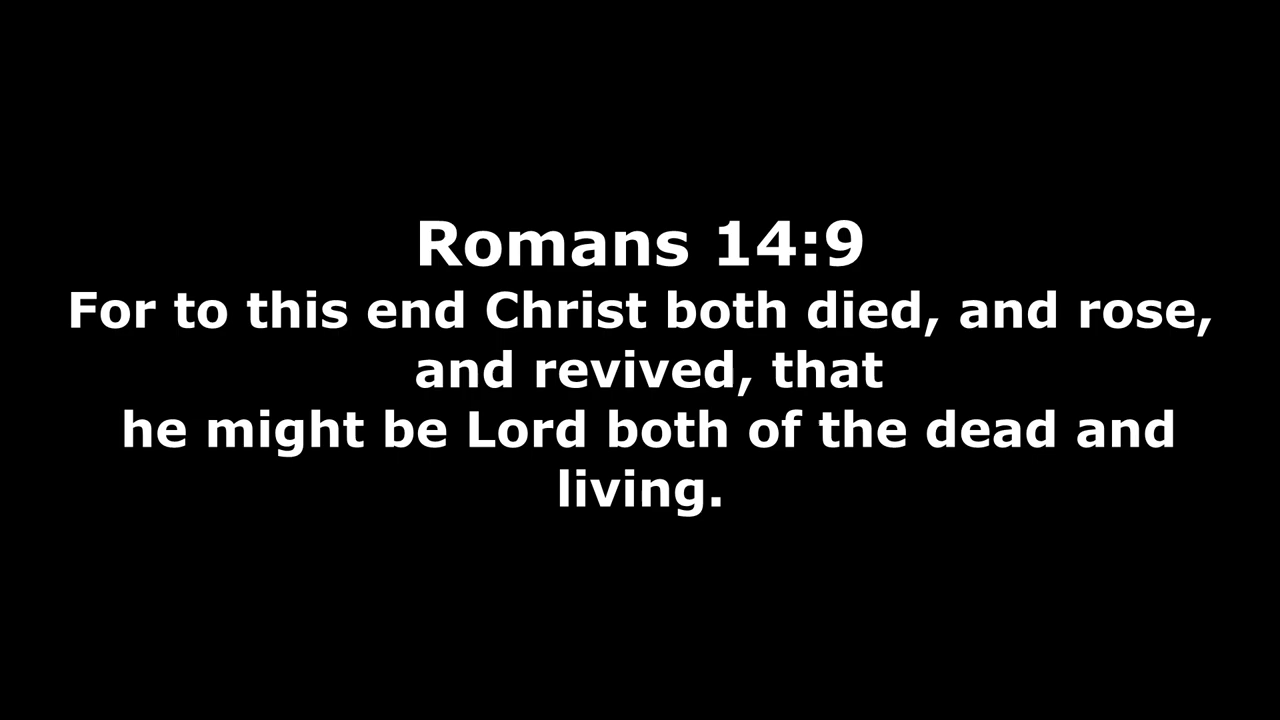 Romans 14:9
For to this end Christ both died, and rose,
and revived, that
he might be Lord both of the dead and
living.